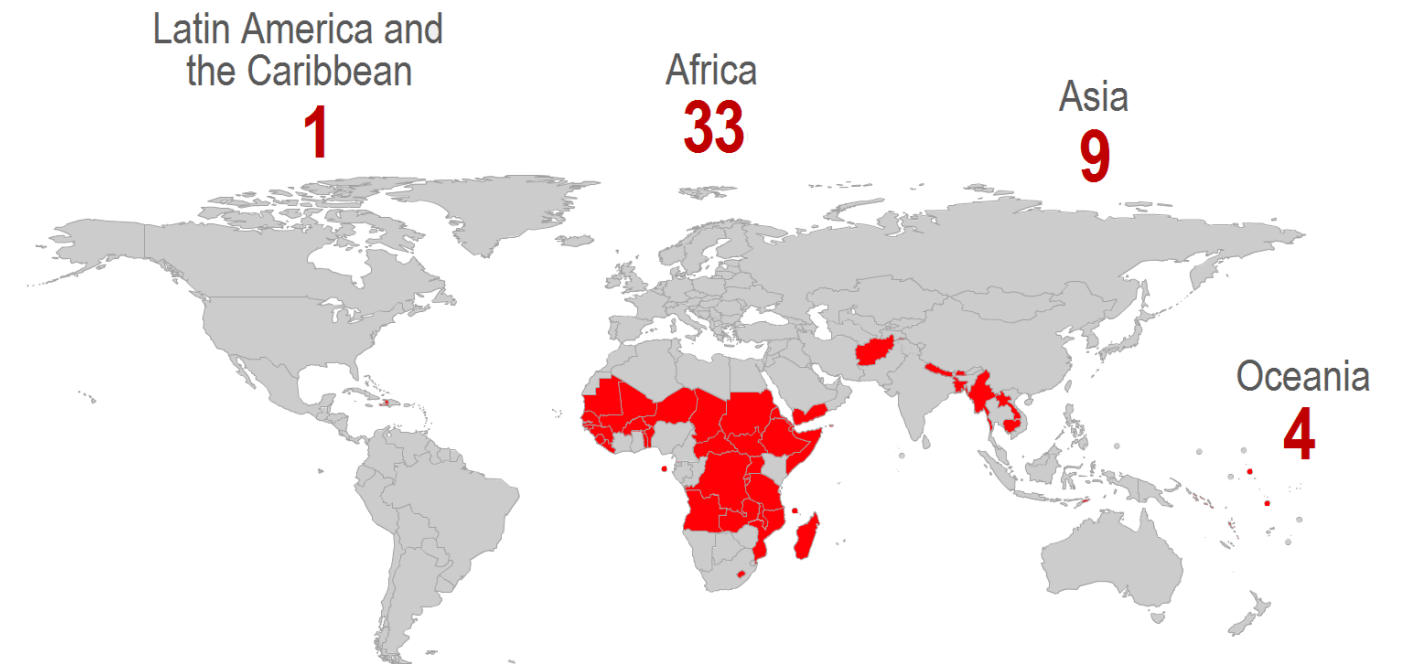 Latin America and
the Caribbean
1
Africa
33
Asia
9
Oceania
4